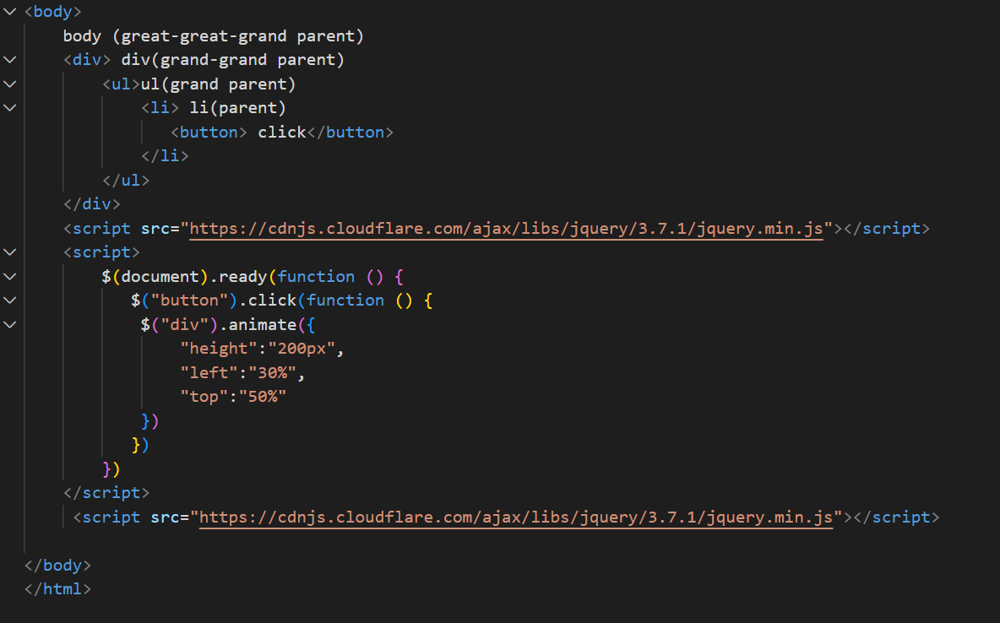 <body>
body (great-great-grand parent)
<div> div(grand-grand parent)
<ul>ul(grand parent)
<li> li(parent)
<button> click</button>
</li>
</ul>
</div>
<script src="https://cdnjs.cloudflare.com/ajax/libs/jquery/3.7.1/jquery.min.js"></script>
<script>
$(document).ready(function () {
$("button").click(function () {
$("div").animate({
"height":"200px",
"left":"30%",
"top":"50%"
})
})
})
</script>
<script src="https://cdnjs.cloudflare.com/ajax/libs/jquery/3.7.1/jquery.min.js"></script>
</body>
</html>